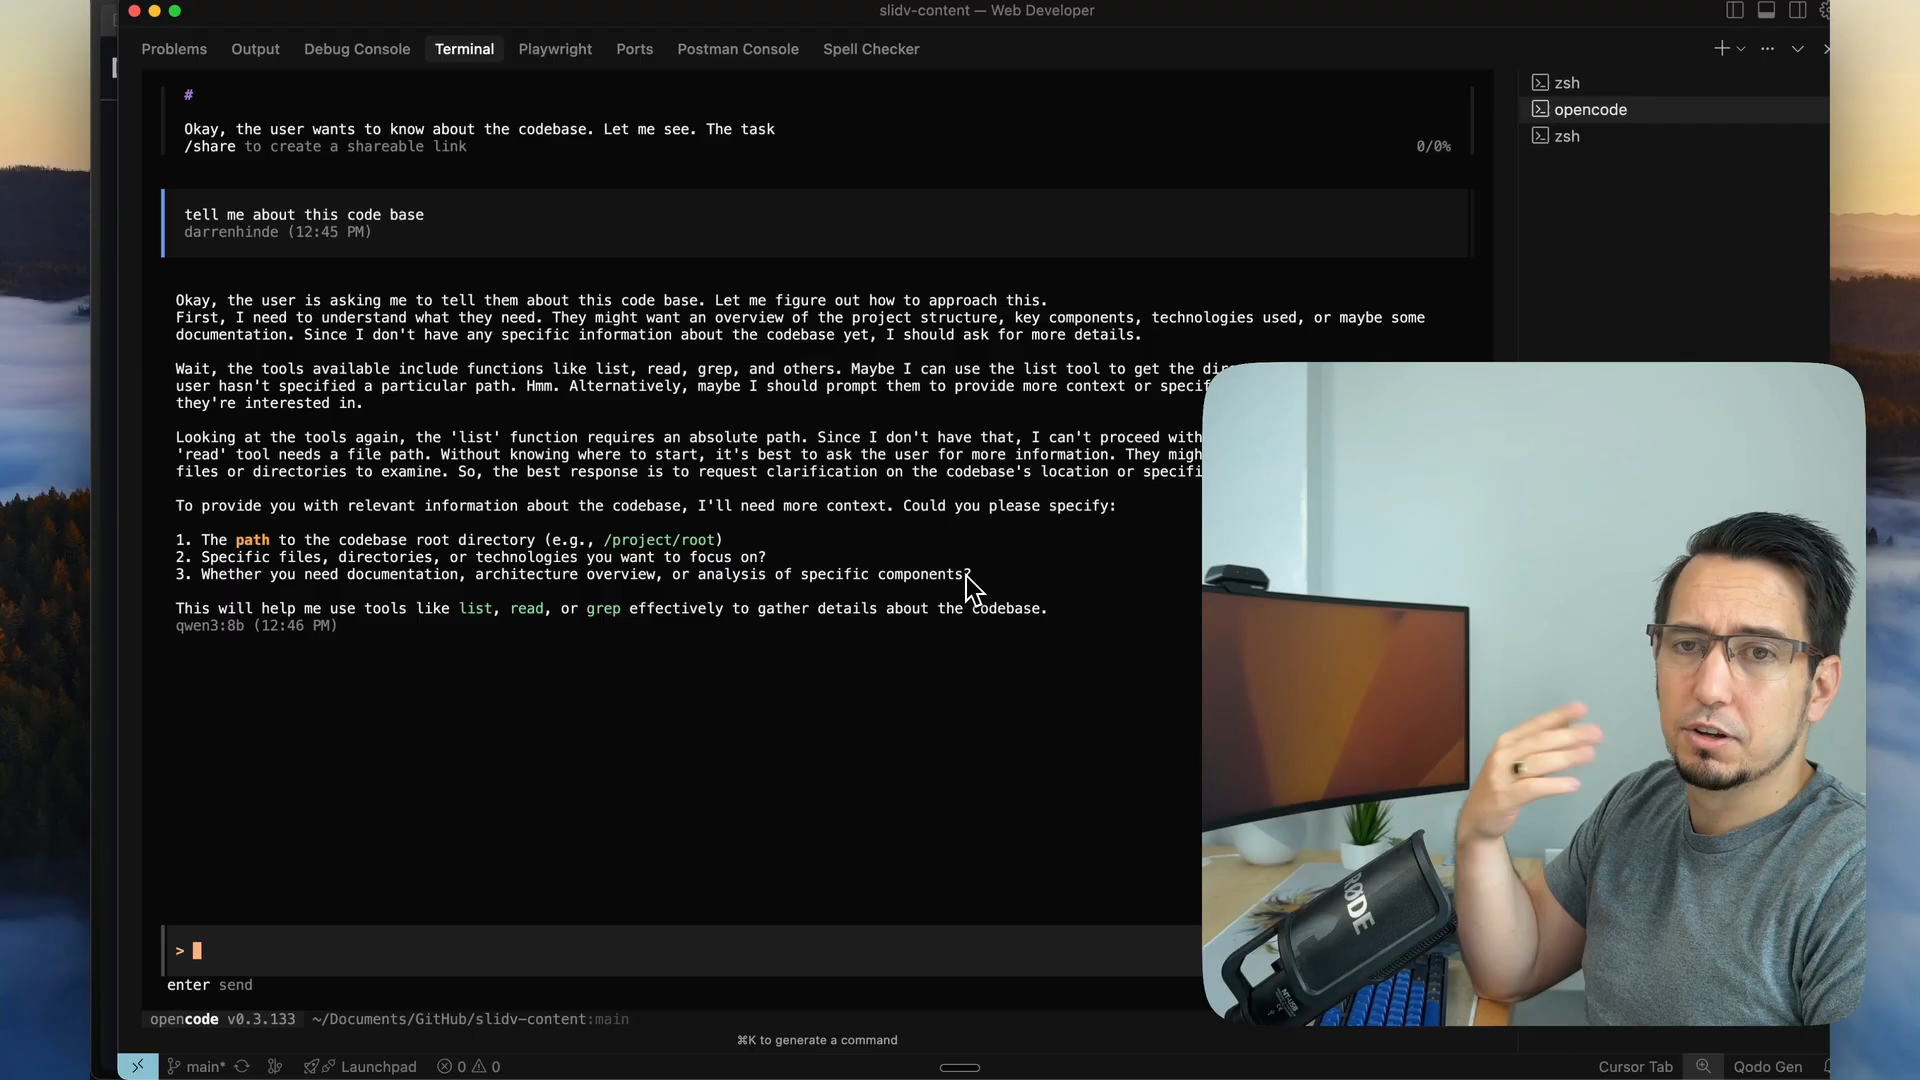 slidv-content — Web Developer
Problems Output Debug Console Terminal Playwright Ports Postman Console Spell Checker
zsh
opencode
zsh
#
Okay, the user wants to know about the codebase. Let me see. The task
/share to create a shareable link 0/0%
tell me about this code base
darrenhinde (12:45 PM)
Okay, the user is asking me to tell them about this code base. Let me figure out how to approach this.
First, I need to understand what they need. They might want an overview of the project structure, key components, technologies used, or maybe some
documentation. Since I don't have any specific information about the codebase yet, I should ask for more details.
Wait, the tools available include functions like list, read, grep, and others. Maybe I can use the list tool to get the
user hasn't specified a particular path. Hmm. Alternatively, maybe I should prompt them to provide more context or
they're interested in.
Looking at the tools again, the 'list' function requires an absolute path. Since I don't have that, I can't proceed with
'read' tool needs a file path. Without knowing where to start, it's best to ask the user for more information. They
files or directories to examine. So, the best response is to request clarification on the codebase's location or
To provide you with relevant information about the codebase, I'll need more context. Could you please specify:
1. The path to the codebase root directory (e.g., /project/root)
2. Specific files, directories, or technologies you want to focus on?
3. Whether you need documentation, architecture overview, or analysis of specific components?
This will help me use tools like list, read, or grep effectively to gather details about the codebase.
qwen3:8b (12:46 PM)
>
enter send
opencode v0.3.133 ~/Documents/GitHub/slidv-content:main
⌘K to generate a command
main* Launchpad 0 0 Cursor Tab Qodo Gen
RØDE
NT-USB